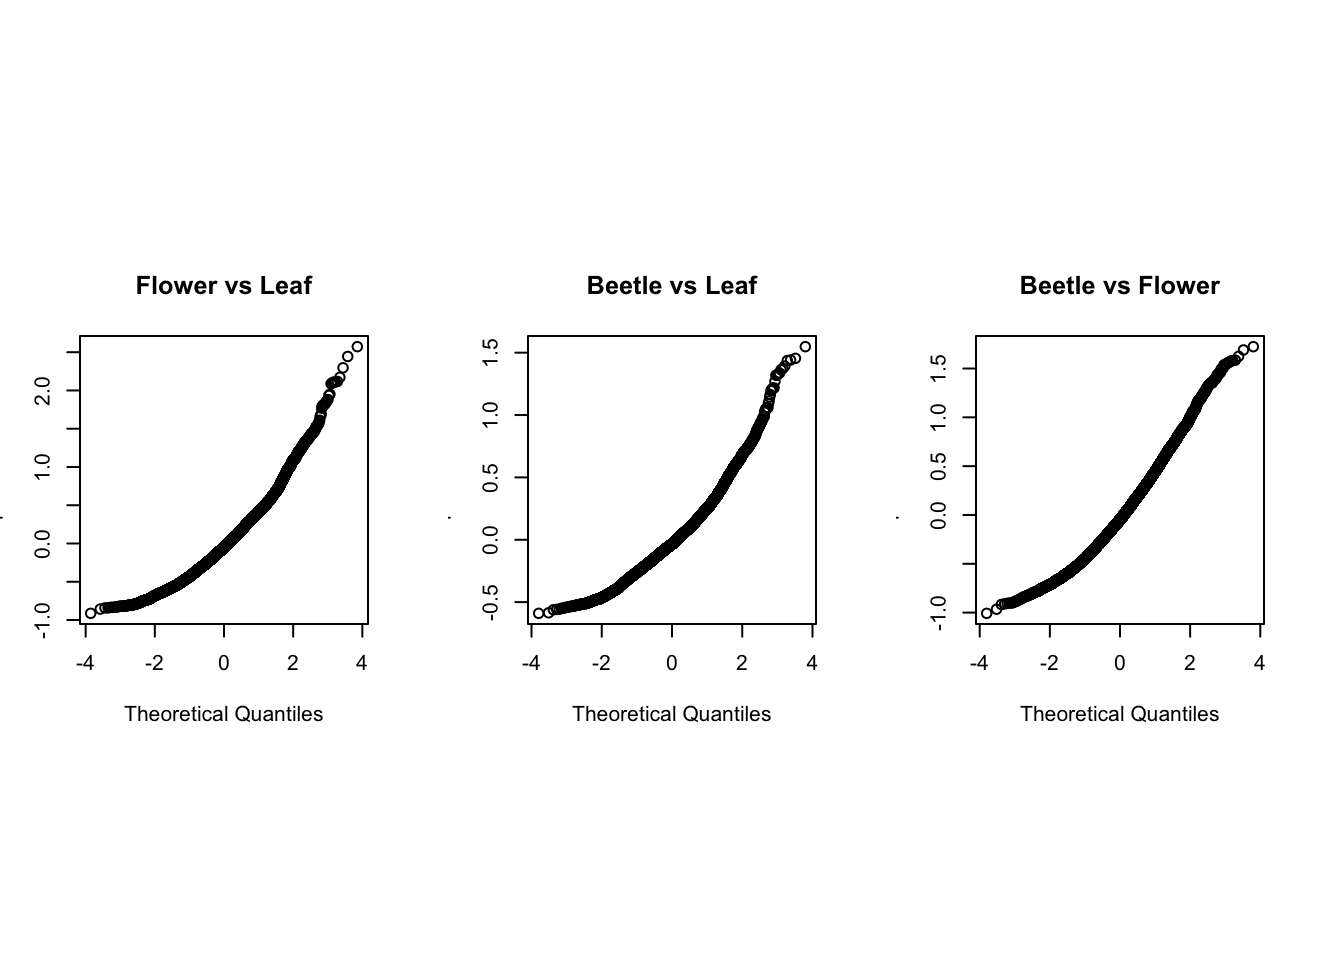 Flower vs Leaf
-1.0 0.0 1.0 2.0
-4 -2 0 2 4
Theoretical Quantiles
Beetle vs Leaf
-0.5 0.0 0.5 1.0 1.5
-4 -2 0 2 4
Theoretical Quantiles
Beetle vs Flower
-1.0 0.0 0.5 1.0 1.5
-4 -2 0 2 4
Theoretical Quantiles